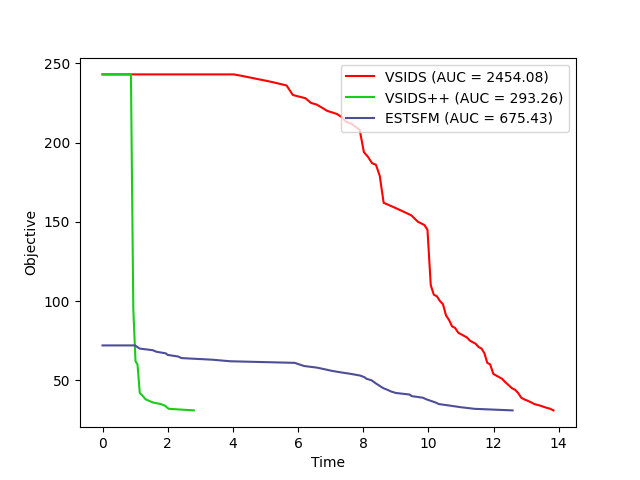 250
200
150
100
50
Objective
0
2
4
6
8
10
12
14
Time
VSIDS (AUC = 2454.08)
VSIDS++ (AUC = 293.26)
ESTSFM (AUC = 675.43)